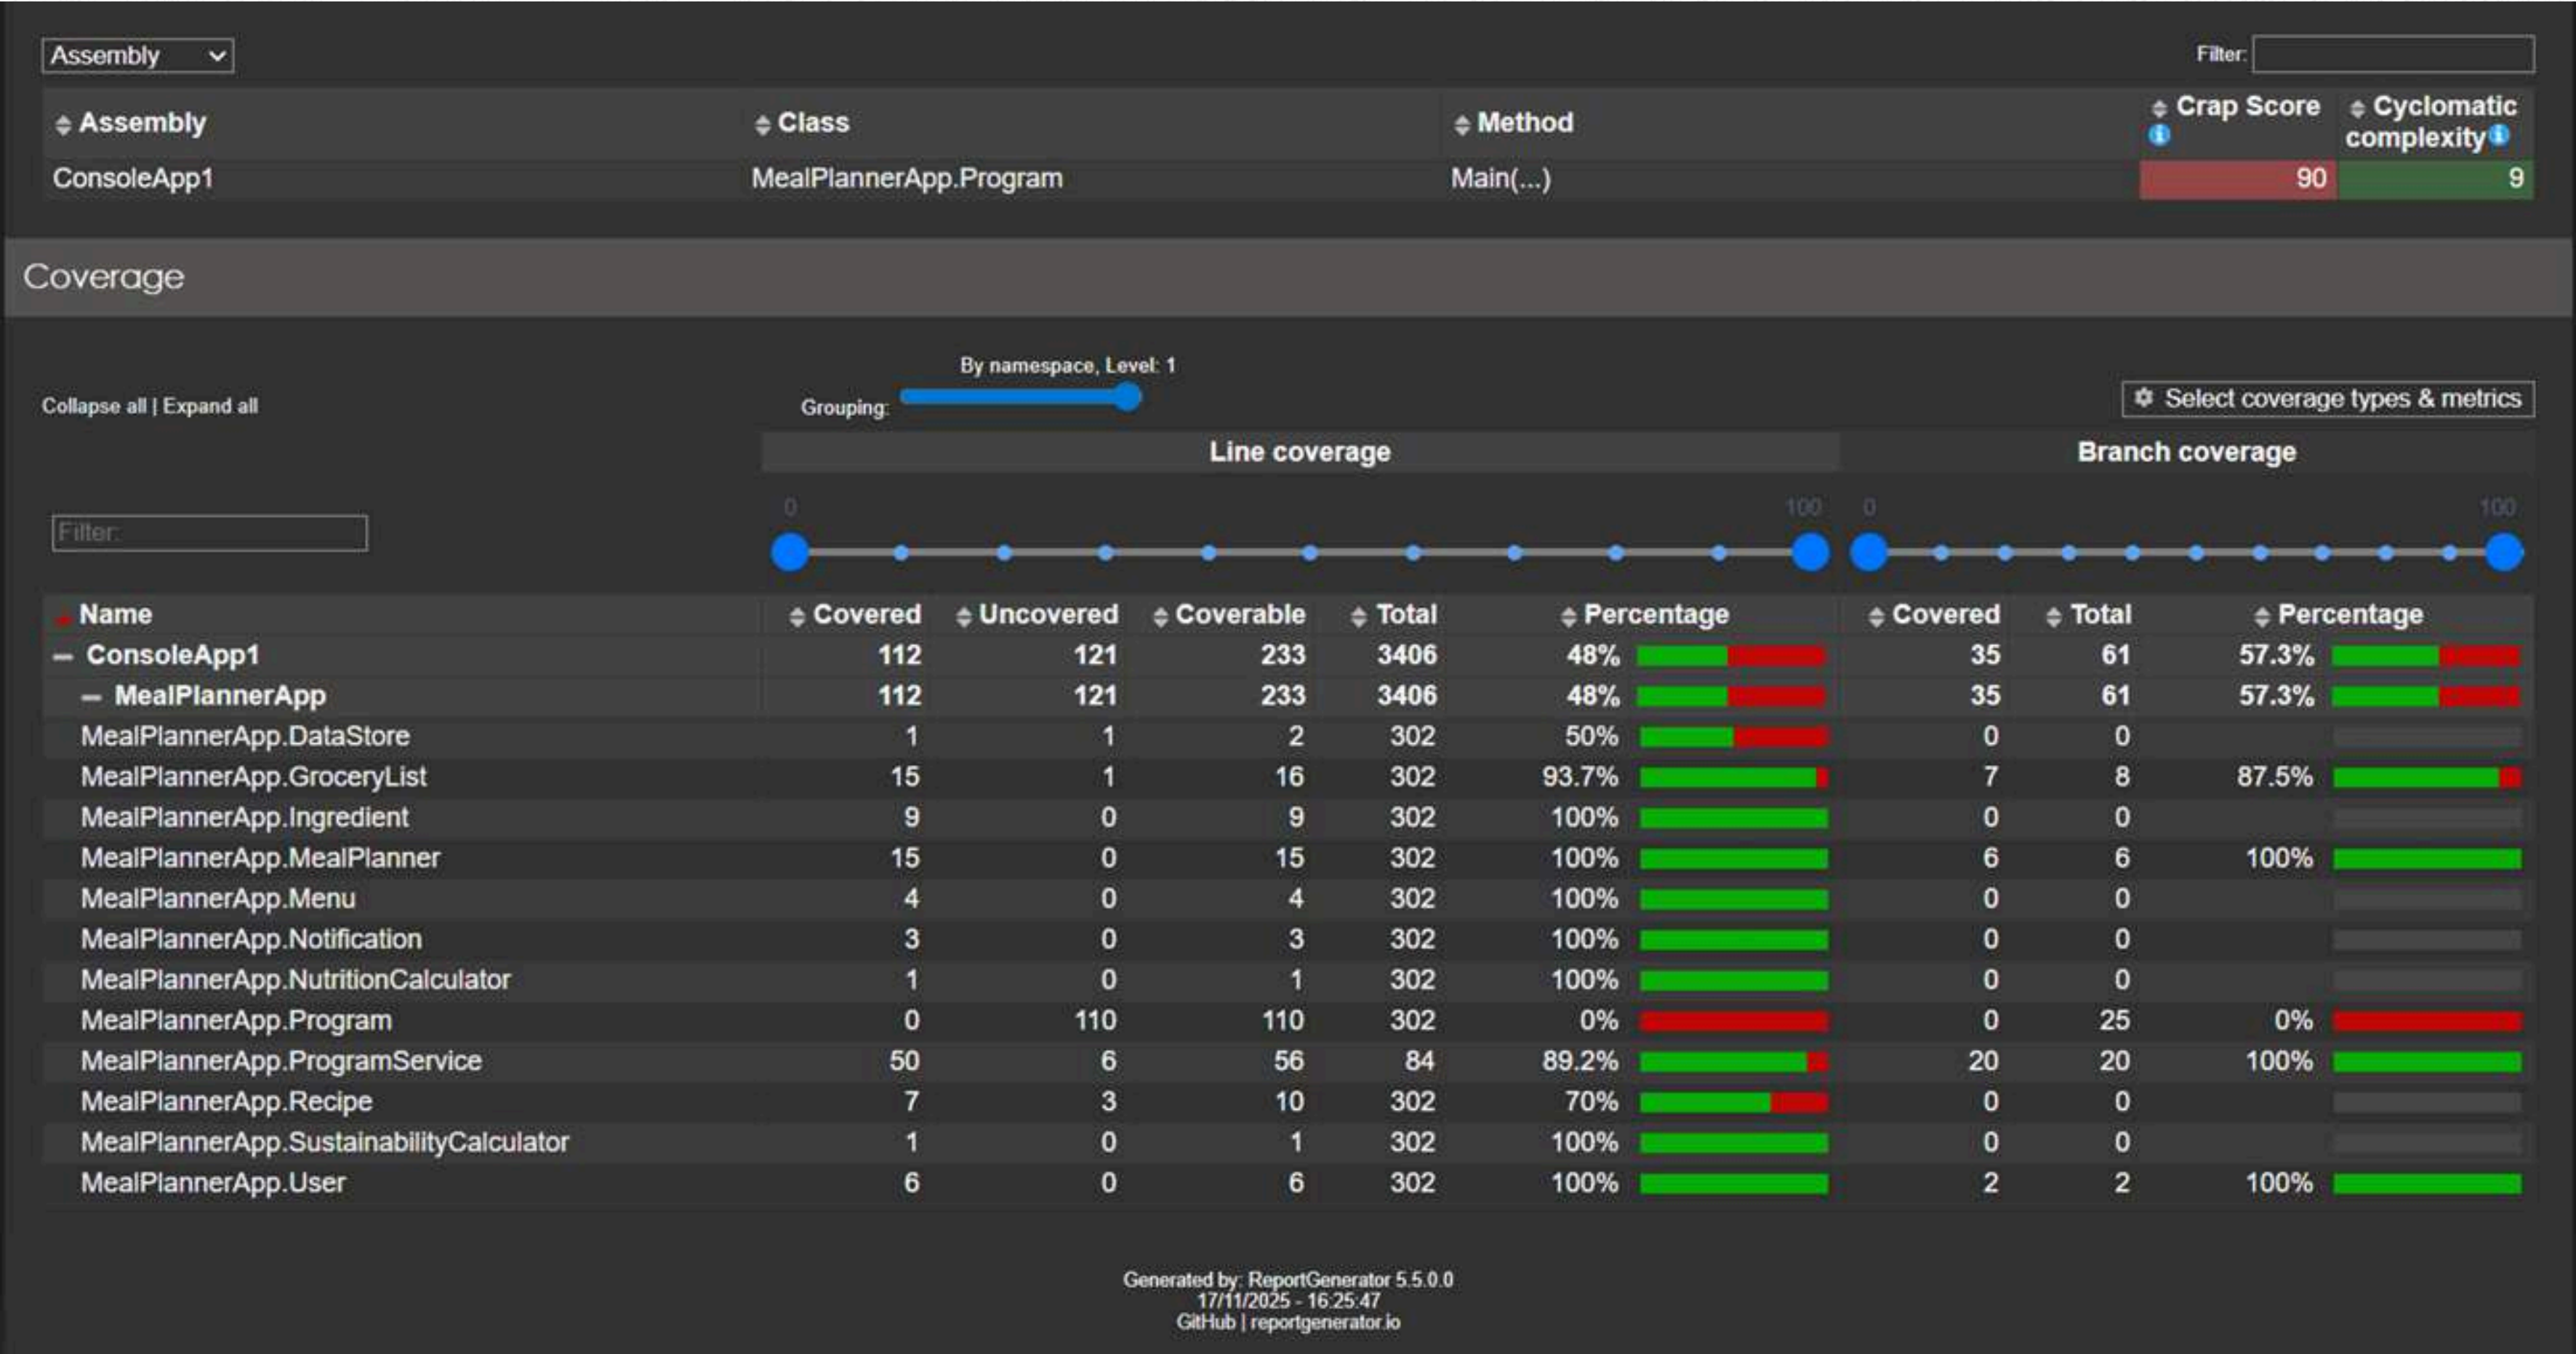 Assembly
Filter:
Assembly Class Method Crap Score Cyclomatic complexity
ConsoleApp1 MealPlannerApp.Program Main(...) 90 9
Coverage
By namespace, Level: 1
Collapse all | Expand all Grouping: Select coverage types & metrics
Line coverage Branch coverage
0 100 0 100
Filter:
Name Covered Uncovered Coverable Total Percentage Covered Total Percentage
ConsoleApp1 112 121 233 3406 48% 35 61 57.3%
MealPlannerApp 112 121 233 3406 48% 35 61 57.3%
MealPlannerApp.DataStore 1 1 2 302 50% 0 0
MealPlannerApp.GroceryList 15 1 16 302 93.7% 7 8 87.5%
MealPlannerApp.Ingredient 9 0 9 302 100% 0 0
MealPlannerApp.MealPlanner 15 0 15 302 100% 6 6 100%
MealPlannerApp.Menu 4 0 4 302 100% 0 0
MealPlannerApp.Notification 3 0 3 302 100% 0 0
MealPlannerApp.NutritionCalculator 1 0 1 302 100% 0 0
MealPlannerApp.Program 0 110 110 302 0% 0 25 0%
MealPlannerApp.ProgramService 50 6 56 84 89.2% 20 20 100%
MealPlannerApp.Recipe 7 3 10 302 70% 0 0
MealPlannerApp.SustainabilityCalculator 1 0 1 302 100% 0 0
MealPlannerApp.User 6 0 6 302 100% 2 2 100%
Generated by: ReportGenerator 5.5.0.0
17/11/2025 - 16:25:47
GitHub | reportgenerator.io